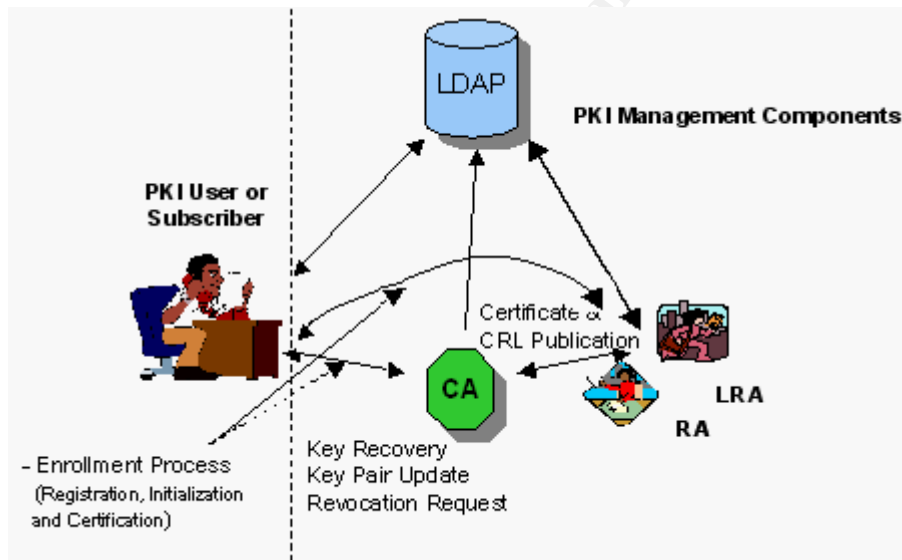 LDAP
PKI Management Components
PKI User or
Subscriber
Certificate &
CRL Publication
CA
LRA
RA
- Enrollment Process
(Registration, Initialization
and Certification)
Key Recovery
Key Pair Update
Revocation Request